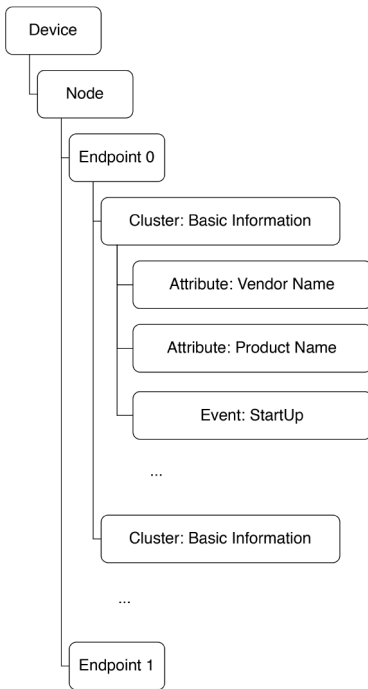 Device
Node
Endpoint 0
Cluster: Basic Information
Attribute: Vendor Name
Attribute: Product Name
Event: StartUp
...
Cluster: Basic Information
...
Endpoint 1